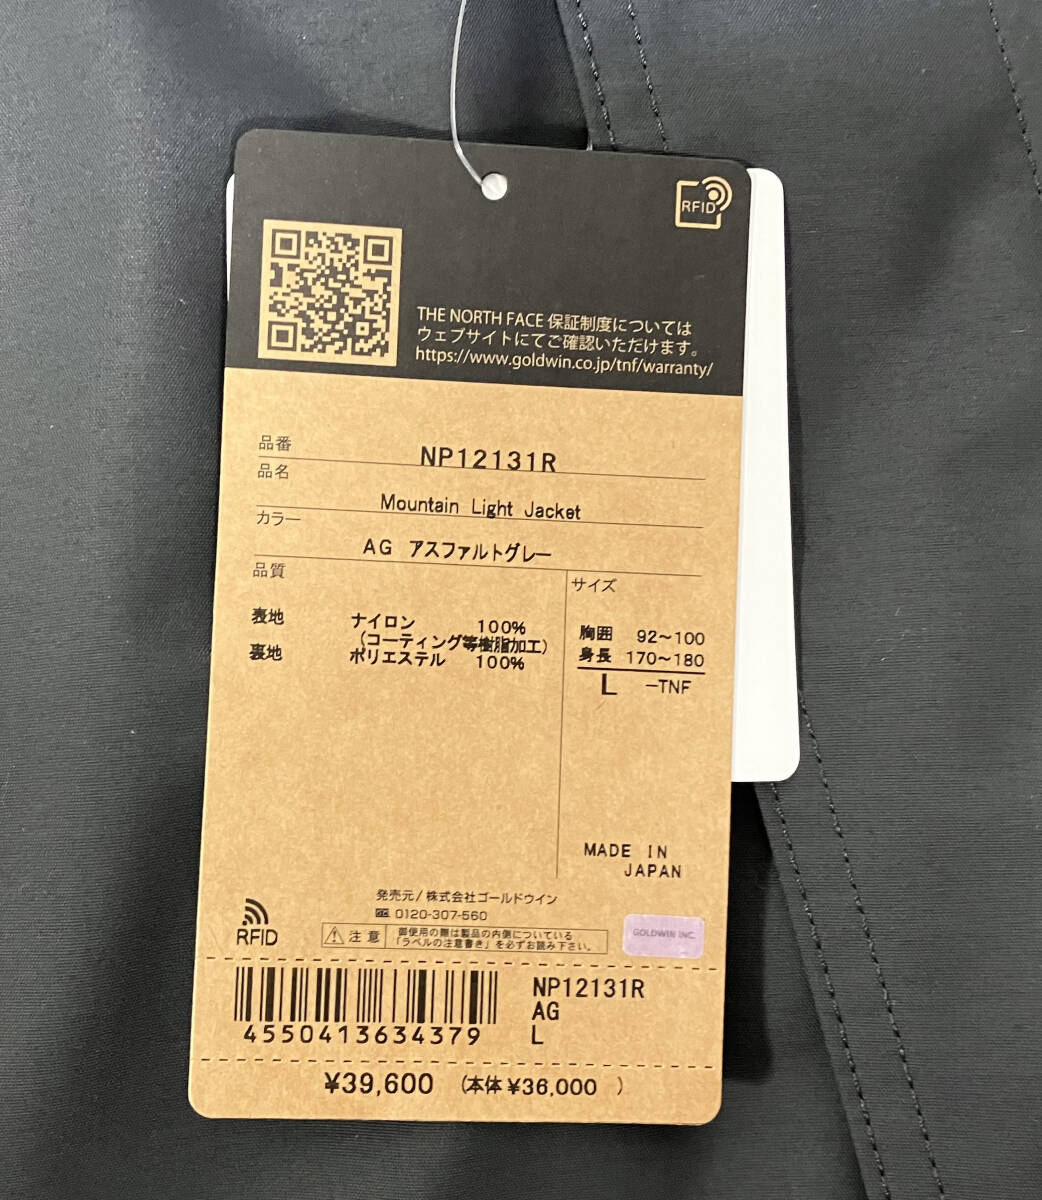 RFID
THE NORTH FACE 保証制度については
ウェブサイトにてご確認いただけます。
https://www.goldwin.co.jp/tnf/warranty/
品番 NP12131R
品名
Mountain Light Jacket
カラー
AG アスファルトグレー
品質
サイズ
表地 ナイロン 100%
(コーティング等樹脂加工)
裏地 ポリエステル 100%
胸囲 92~100
身長 170~180
L -TNF
MADE IN
JAPAN
発売元/株式会社ゴールドウイン
0120-307-560
RFID
注意
御使用の際は製品の内側についている
「ラベルの注意書き」を必ずお読み下さい。
GOLDWIN INC.
4550413634379
NP12131R
AG
L
¥39,600 (本体¥36,000 )